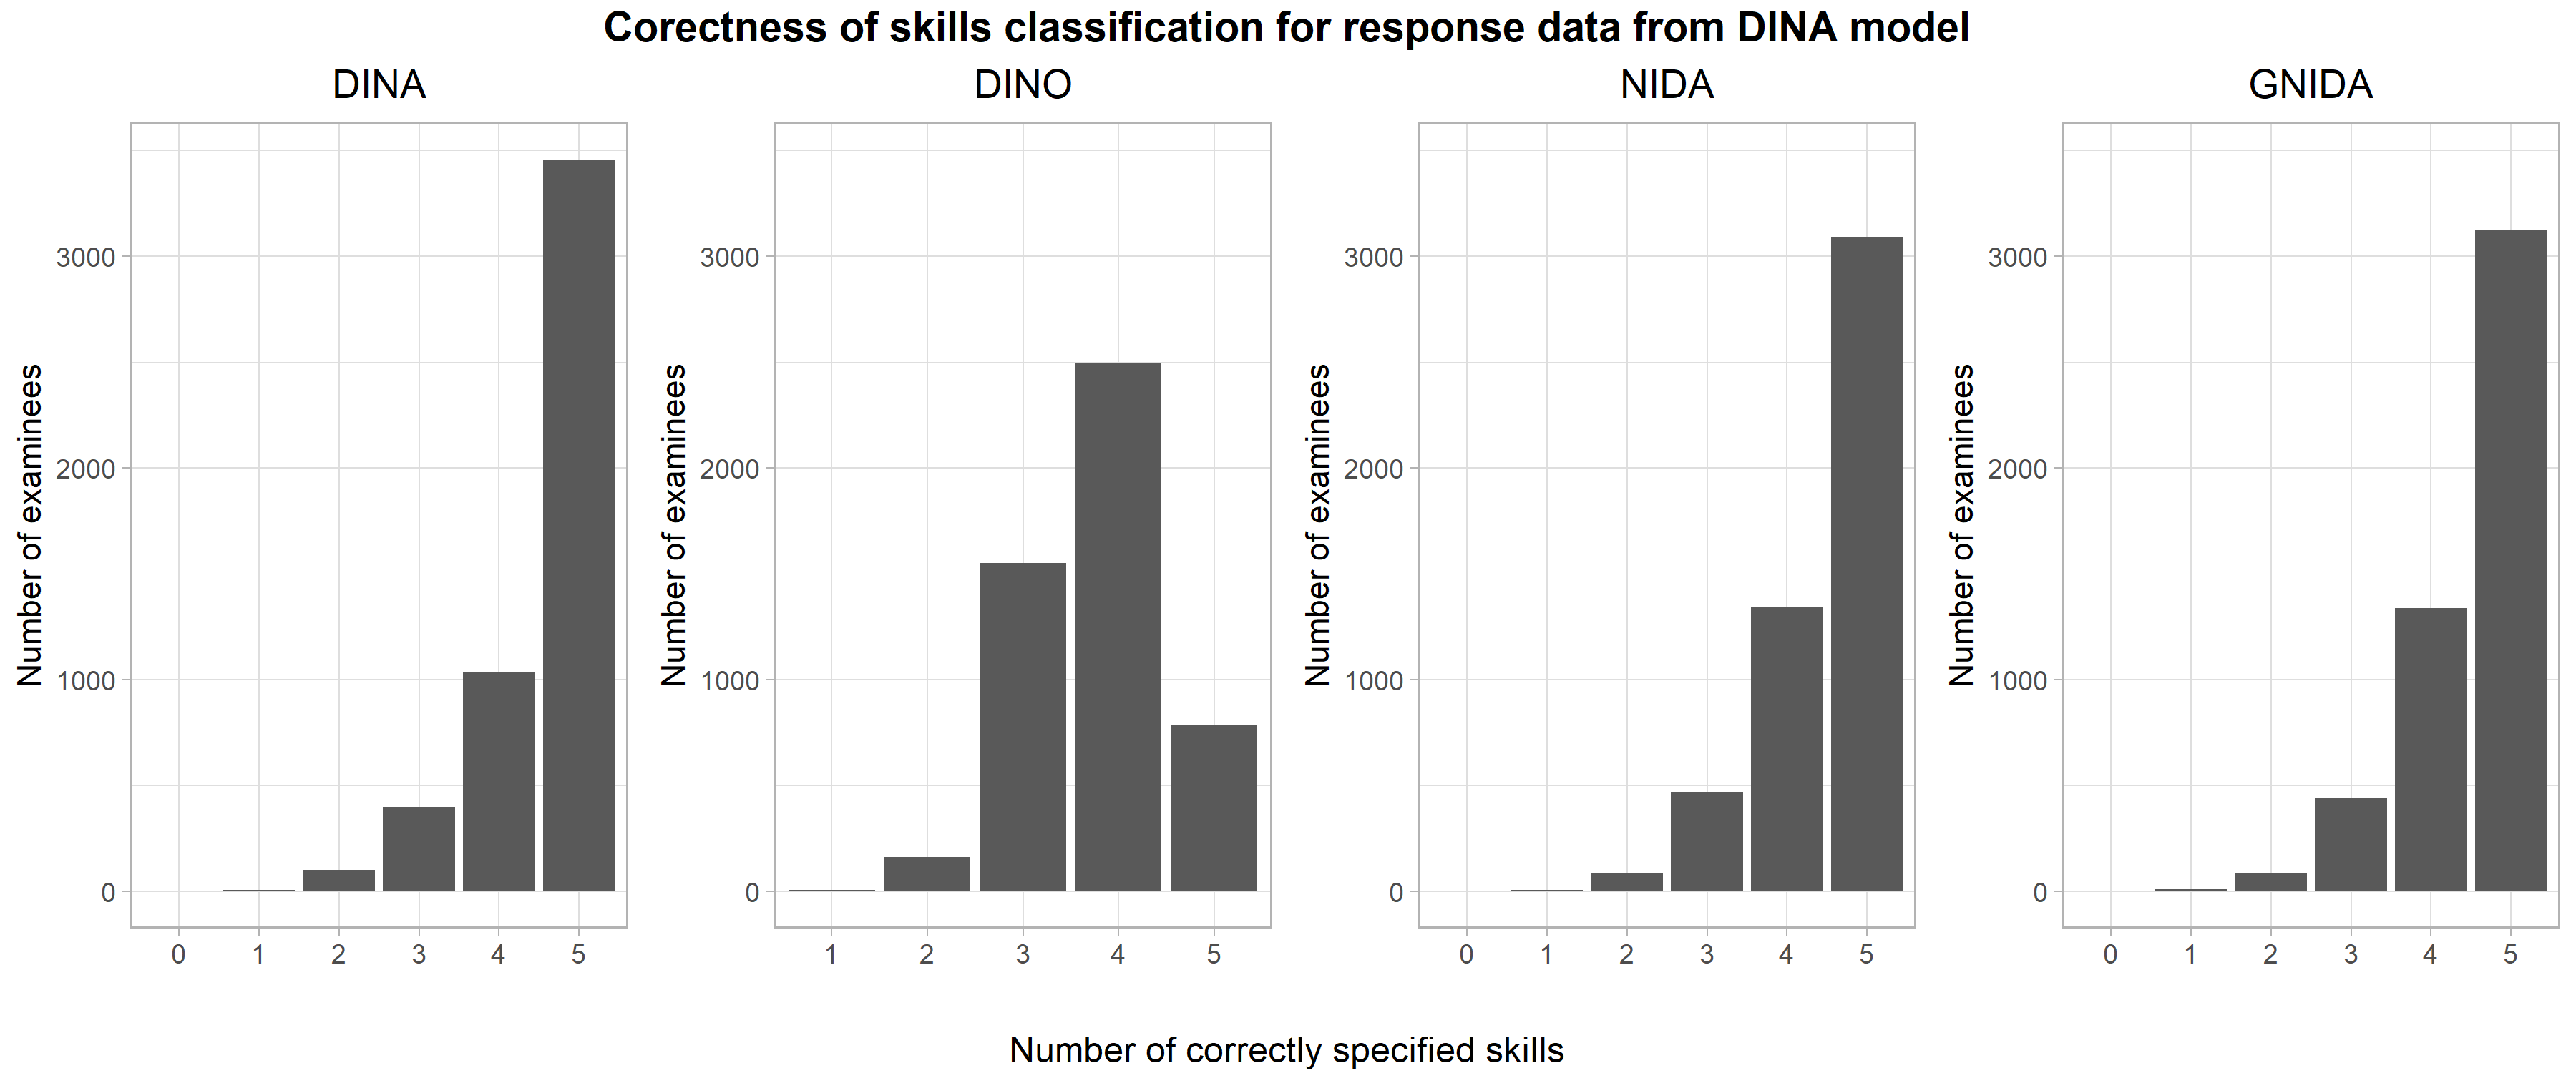 Corectness of skills classification for response data from DINA model
DINA
DINO
NIDA
GNIDA
Number of examinees
3000
2000
1000
0
0 1 2 3 4 5
Number of examinees
3000
2000
1000
0
1 2 3 4 5
Number of examinees
3000
2000
1000
0
0 1 2 3 4 5
Number of examinees
3000
2000
1000
0
0 1 2 3 4 5
Number of correctly specified skills